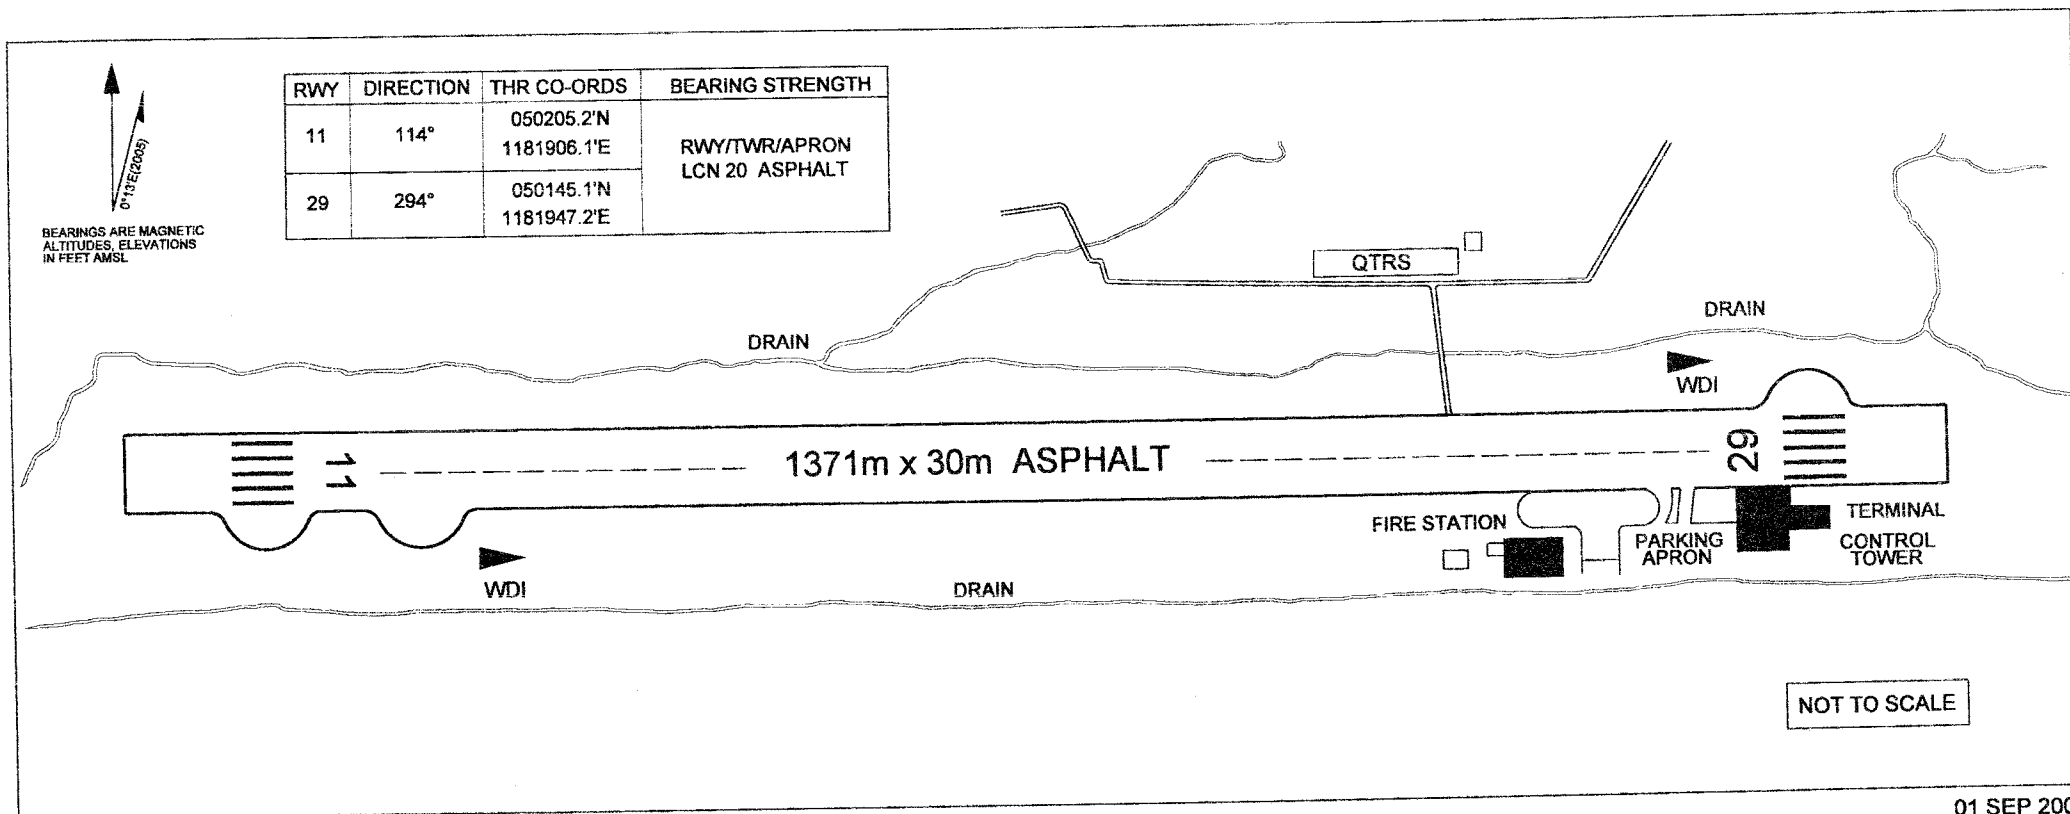 RWY DIRECTION THR CO-ORDS BEARING STRENGTH
11 114° 050205.2'N 1181906.1'E
RWY/TWR/APRON
LCN 20 ASPHALT
29 294° 050145.1'N 1181947.2'E
0°13'E(2005)
BEARINGS ARE MAGNETIC
ALTITUDES, ELEVATIONS
IN FEET AMSL
QTRS
DRAIN
DRAIN
WDI
11
1371m x 30m ASPHALT
29
FIRE STATION
PARKING
APRON
TERMINAL
CONTROL
TOWER
WDI
DRAIN
NOT TO SCALE
01 SEP 200